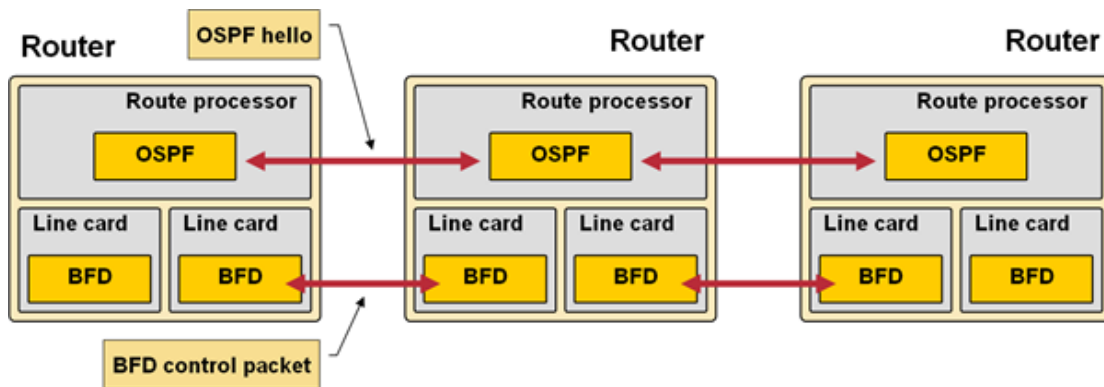 OSPF hello
Router
Router
Router
Route processor
Route processor
Route processor
OSPF
OSPF
OSPF
Line card
Line card
Line card
Line card
Line card
Line card
BFD
BFD
BFD
BFD
BFD
BFD
BFD control packet